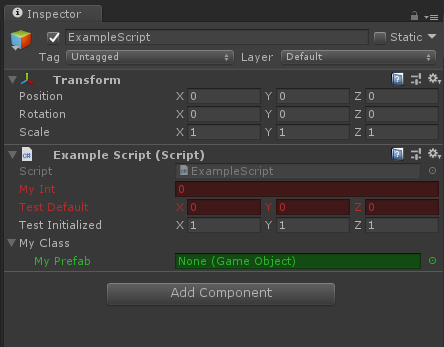 Inspector
ExampleScript Static
Tag Untagged Layer Default
Transform
Position X 0 Y 0 Z 0
Rotation X 0 Y 0 Z 0
Scale X 1 Y 1 Z 1
Example Script (Script)
Script ExampleScript
My Int 0
Test Default X 0 Y 0 Z 0
Test Initialized X 1 Y 1 Z 1
My Class
My Prefab None (Game Object)
Add Component